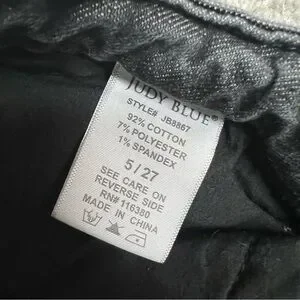 JUDY BLUE®
STYLE# JB8867
92% COTTON
7% POLYESTER
1% SPANDEX
5 / 27
SEE CARE ON
REVERSE SIDE
RN# 116380
MADE IN CHINA